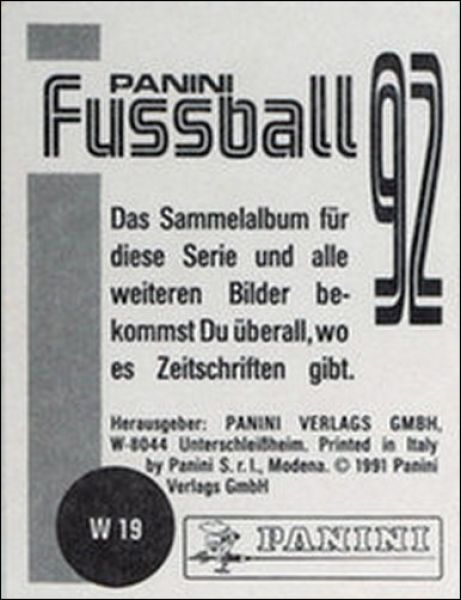 PANINI
Fussball 92
Das Sammelalbum für
diese Serie und alle
weiteren Bilder be-
kommst Du überall, wo
es Zeitschriften gibt.
Herausgeber: PANINI VERLAGS GMBH,
W-8044 Unterschleißheim. Printed in Italy
by Panini S.r.l., Modena. © 1991 Panini
Verlags GmbH
W 19
PANINI